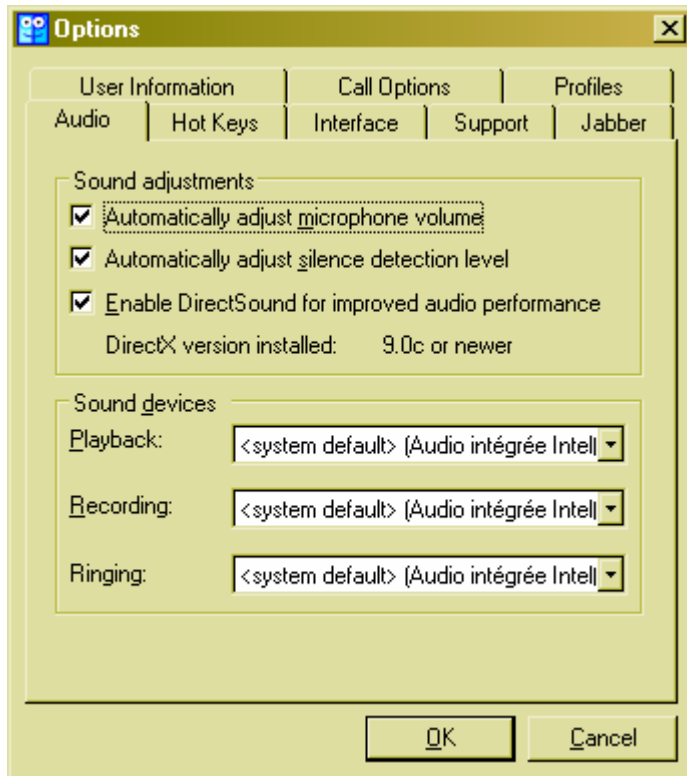 Options
User Information Call Options Profiles
Audio Hot Keys Interface Support Jabber
Sound adjustments
Automatically adjust microphone volume
Automatically adjust silence detection level
Enable DirectSound for improved audio performance
DirectX version installed: 9.0c or newer
Sound devices
Playback: <system default> (Audio intégrée Intel(
Recording: <system default> (Audio intégrée Intel(
Ringing: <system default> (Audio intégrée Intel(
OK Cancel